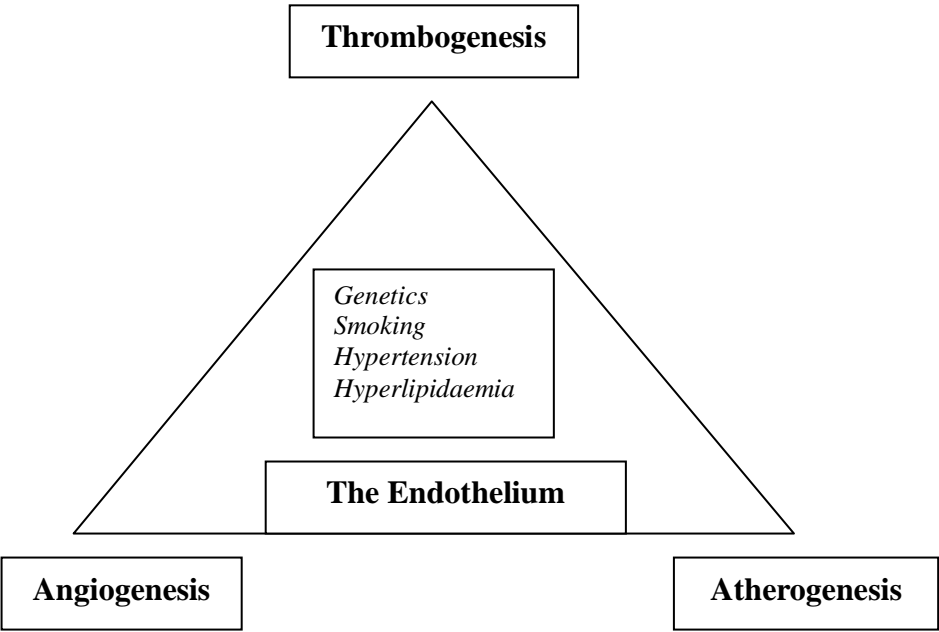 Thrombogenesis
Genetics
Smoking
Hypertension
Hyperlipidaemia
The Endothelium
Angiogenesis
Atherogenesis